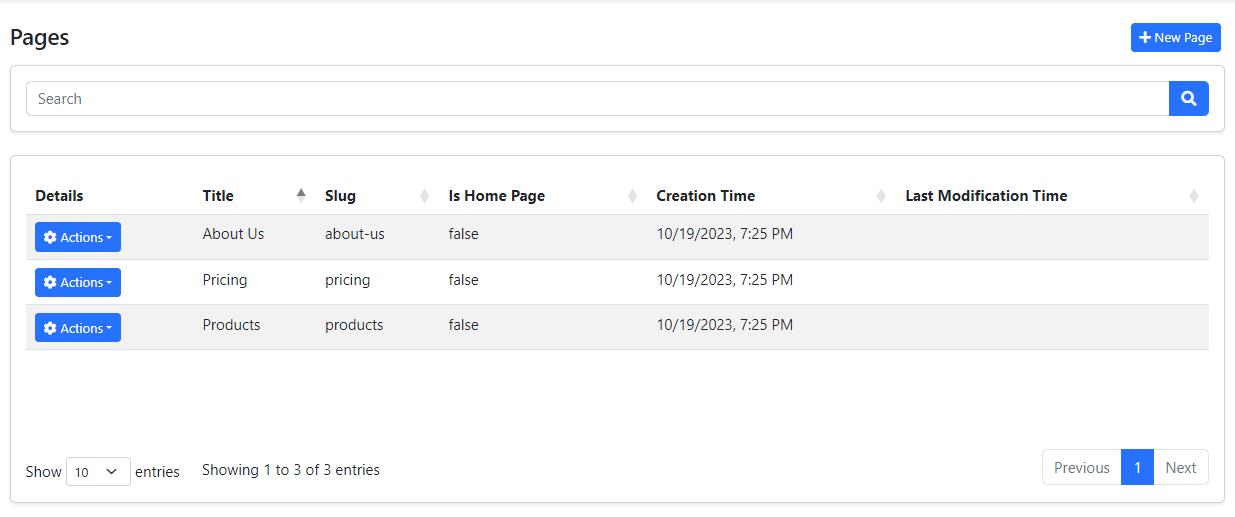 Pages
New Page
Search
Details Title Slug Is Home Page Creation Time Last Modification Time
Actions About Us about-us false 10/19/2023, 7:25 PM
Actions Pricing pricing false 10/19/2023, 7:25 PM
Actions Products products false 10/19/2023, 7:25 PM
Show 10 entries Showing 1 to 3 of 3 entries Previous 1 Next